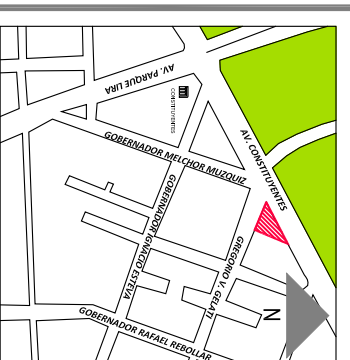 AV. PARQUE LIRA
CONSTITUYENTES
AV. CONSTITUYENTES
GOBERNADOR MELCHOR MUZQUIZ
GOBERNADOR IGNACIO ESTEVA
GREGORIO V. GELATI
N
GOBERNADOR RAFAEL REBOLLAR